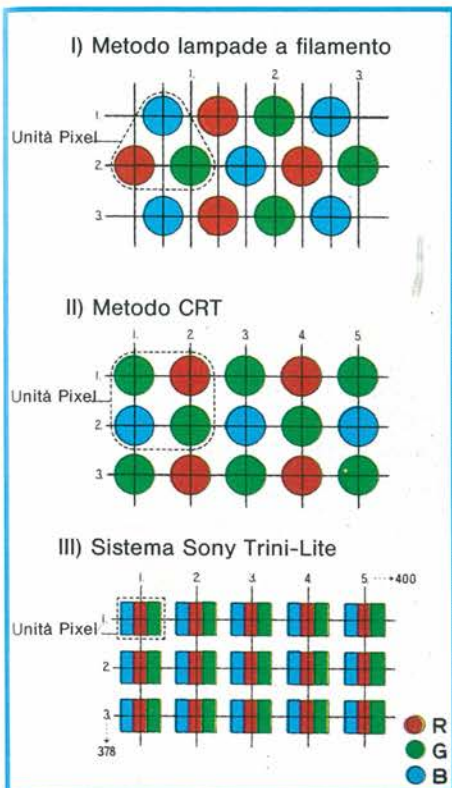 I) Metodo lampade a filamento
1. 2. 3.
1.
Unità Pixel
2.
3.
II) Metodo CRT
1. 2. 3. 4. 5.
1.
Unità Pixel
2.
3.
III) Sistema Sony Trini-Lite
1. 2. 3. 4. 5. 400
1.
Unità Pixel
2.
3.
378
R
G
B